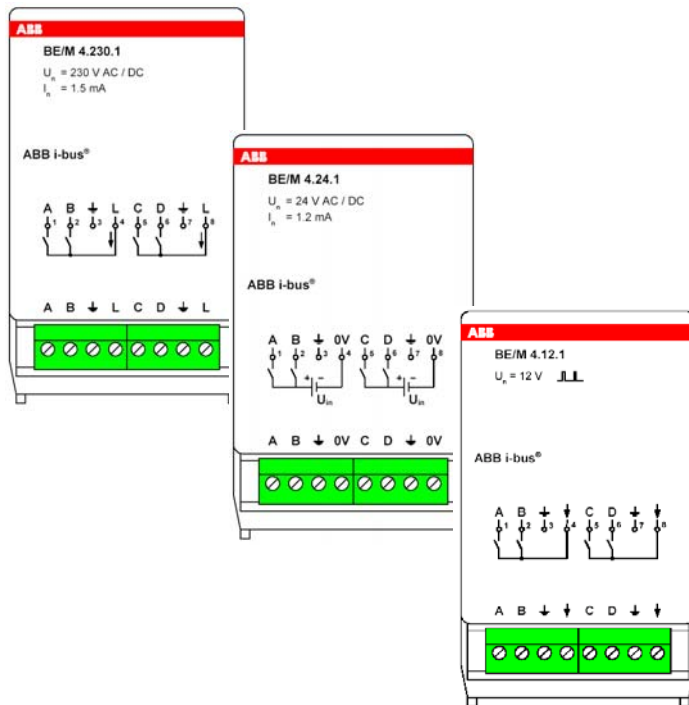 ABB
BE/M 4.230.1
Un = 230 V AC / DC
In = 1.5 mA
ABB i-bus®
A B L C D L
1 2 3 4 5 6 7 8
A B L C D L
ABB
BE/M 4.24.1
Un = 24 V AC / DC
In = 1.2 mA
ABB i-bus®
A B 0V C D 0V
1 2 3 4 5 6 7 8
+ − + −
Uin Uin
A B 0V C D 0V
ABB
BE/M 4.12.1
Un = 12 V
ABB i-bus®
A B C D
1 2 3 4 5 6 7 8
A B C D